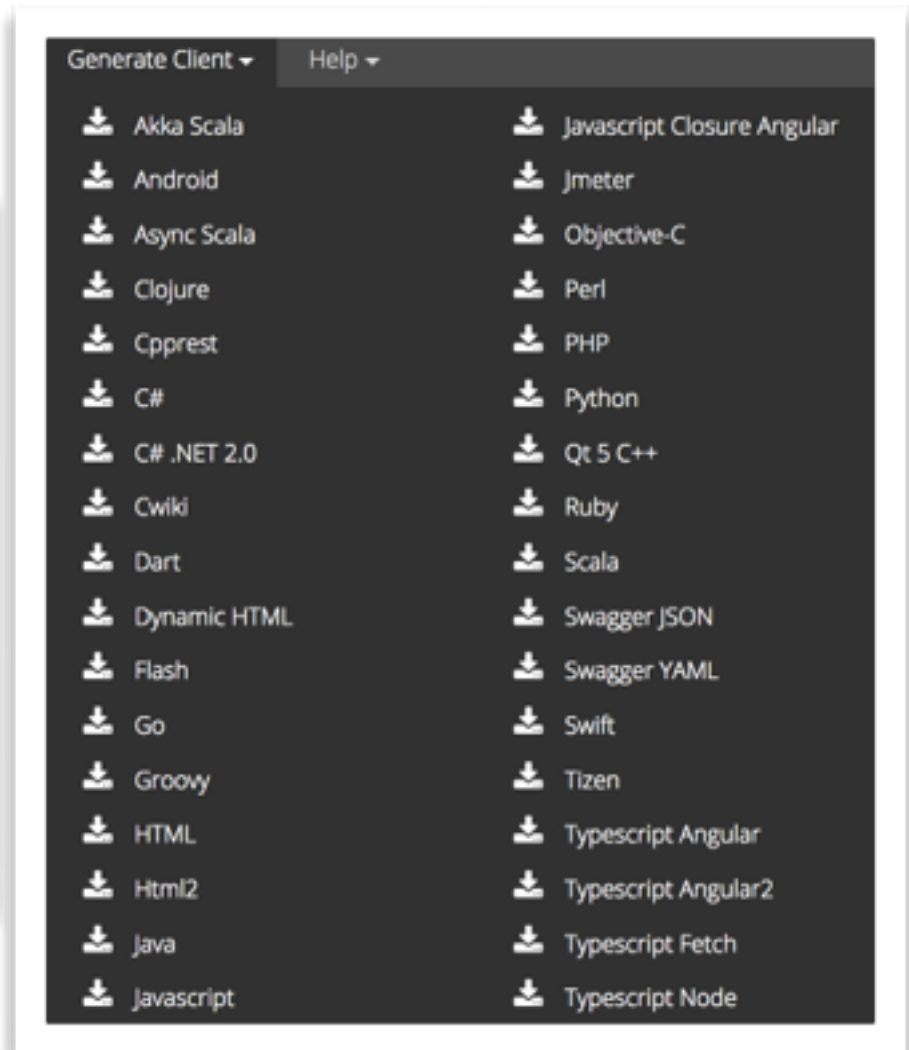 Generate Client Help
Akka Scala
Android
Async Scala
Clojure
Cpprest
C#
C# .NET 2.0
Cwiki
Dart
Dynamic HTML
Flash
Go
Groovy
HTML
Html2
Java
Javascript
Javascript Closure Angular
Jmeter
Objective-C
Perl
PHP
Python
Qt 5 C++
Ruby
Scala
Swagger JSON
Swagger YAML
Swift
Tizen
Typescript Angular
Typescript Angular2
Typescript Fetch
Typescript Node